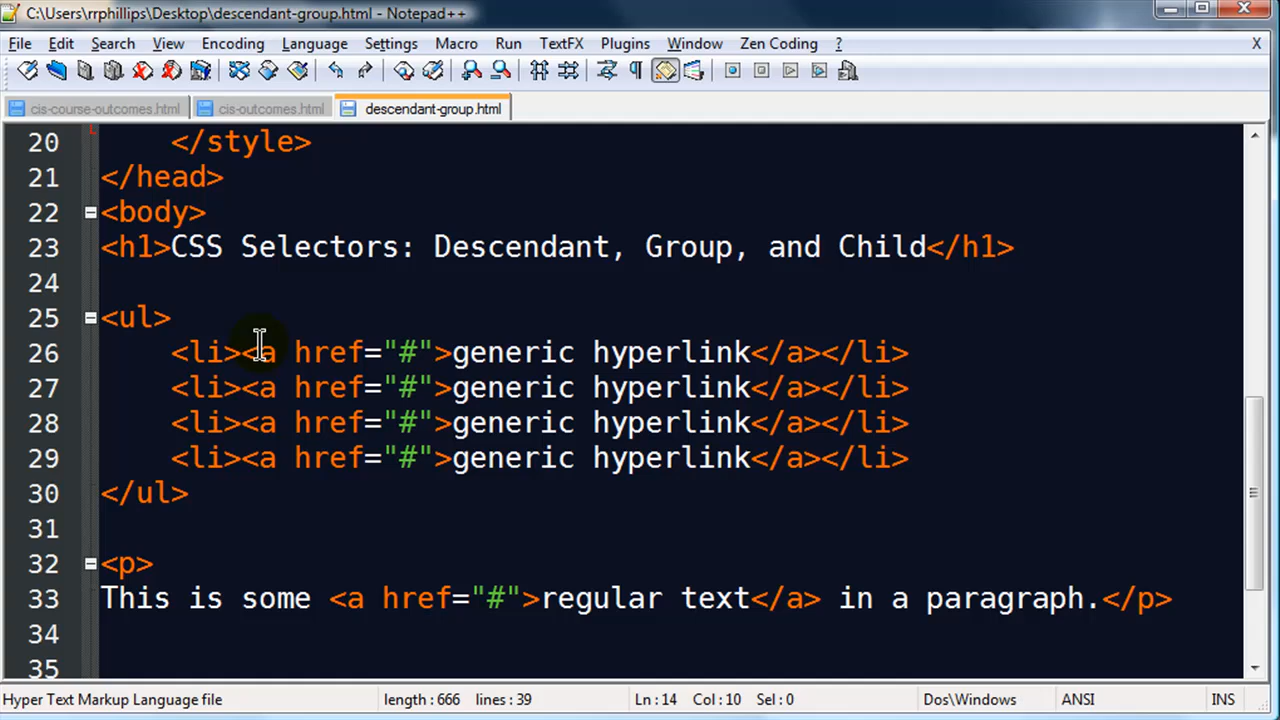 C:\Users\rrphillips\Desktop\descendant-group.html - Notepad++
File Edit Search View Encoding Language Settings Macro Run TextFX Plugins Window Zen Coding ? X
cis-course-outcomes.html cis-outcomes.html descendant-group.html
20 </style>
21 </head>
22 <body>
23 <h1>CSS Selectors: Descendant, Group, and Child</h1>
24
25 <ul>
26 <li><a href="#">generic hyperlink</a></li>
27 <li><a href="#">generic hyperlink</a></li>
28 <li><a href="#">generic hyperlink</a></li>
29 <li><a href="#">generic hyperlink</a></li>
30 </ul>
31
32 <p>
33 This is some <a href="#">regular text</a> in a paragraph.</p>
34
35
Hyper Text Markup Language file length : 666 lines : 39 Ln : 14 Col : 10 Sel : 0 Dos\Windows ANSI INS